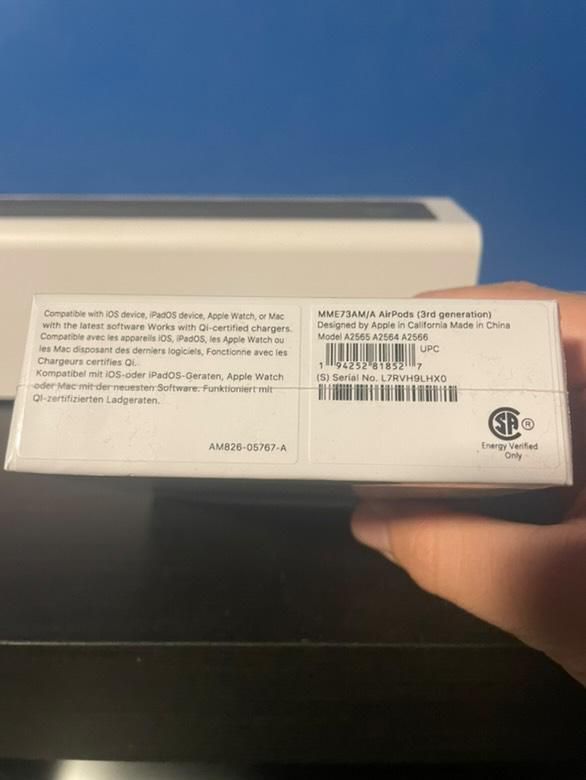 Compatible with iOS device, iPadOS device, Apple Watch, or Mac
with the latest software Works with Qi-certified chargers.
Compatible avec les appareils iOS, iPadOS, les Apple Watch ou
les Mac disposant des derniers logiciels, Fonctionne avec les
Chargeurs certifies Qi..
Kompatibel mit iOS-oder iPadOS-Geraten, Apple Watch
oder Mac mit der neuesten Software. Funktioniert mit
QI-zertifizierten Ladgeraten.
AM826-05767-A
MME73AM/A AirPods (3rd generation)
Designed by Apple in California Made in China
Model A2565 A2564 A2566
UPC
1 94252 81852 7
(S) Serial No. L7RVH9LHX0
SA ®
Energy Verified
Only